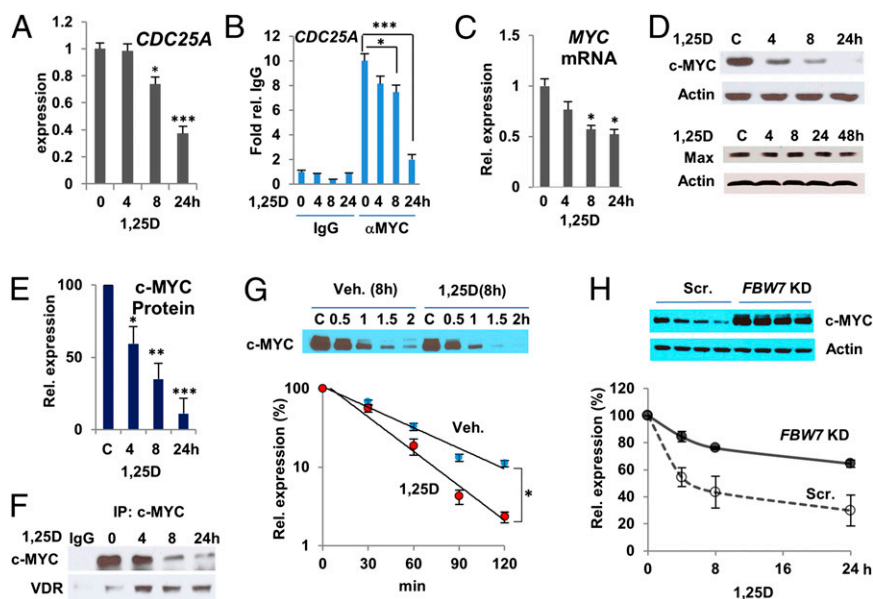 A
CDC25A
expression
1.2
1
0.8
0.6
0.4
0.2
0
*
***
0 4 8 24h
1,25D
B
CDC25A
Fold rel. IgG
12
10
8
6
4
2
0
***
*
1,25D 0 4 8 24 0 4 8 24h
IgG αMYC
C
MYC
mRNA
Rel. expression
1.5
1
0.5
0
* *
0 4 8 24h
1,25D
D
1,25D C 4 8 24h
c-MYC
Actin
1,25D C 4 8 24 48h
Max
Actin
E
c-MYC
Protein
Rel. expression
100
50
0
*
**
***
C 4 8 24h
1,25D
F
IP: c-MYC
1,25D IgG 0 4 8 24h
c-MYC
VDR
G
Veh. (8h) 1,25D(8h)
C 0.5 1 1.5 2 C 0.5 1 1.5 2h
c-MYC
Rel. expression (%)
100
10
1
Veh.
1,25D
*
0 30 60 90 120
min
H
Scr. FBW7 KD
c-MYC
Actin
Rel. expression (%)
120
100
80
60
40
20
0
FBW7 KD
Scr.
0 8 16 24 h
1,25D